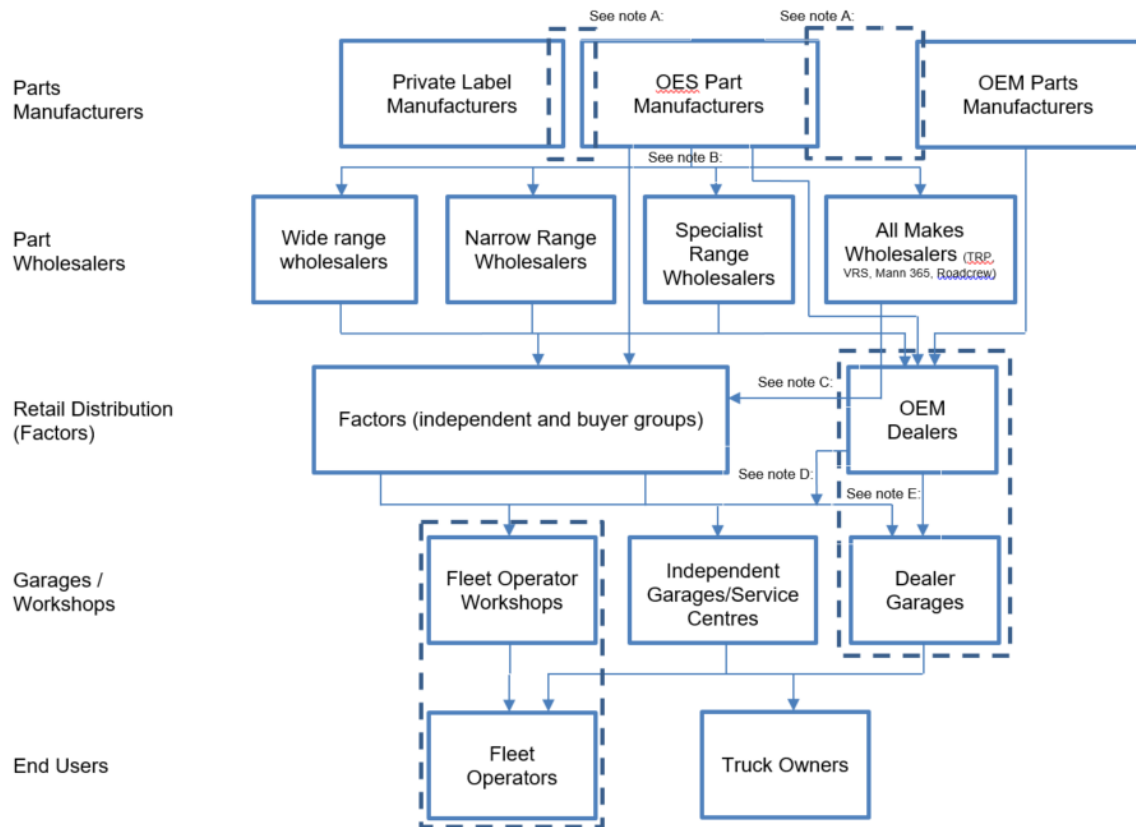 See note A:
See note A:
Parts
Manufacturers
Private Label
Manufacturers
OES Part
Manufacturers
OEM Parts
Manufacturers
See note B:
Part
Wholesalers
Wide range
wholesalers
Narrow Range
Wholesalers
Specialist
Range
Wholesalers
All Makes
Wholesalers (TRP,
VRS, Mann 365, Roadcrew)
Retail Distribution
(Factors)
Factors (independent and buyer groups)
See note C:
OEM
Dealers
See note D:
See note E:
Garages /
Workshops
Fleet Operator
Workshops
Independent
Garages/Service
Centres
Dealer
Garages
End Users
Fleet
Operators
Truck Owners